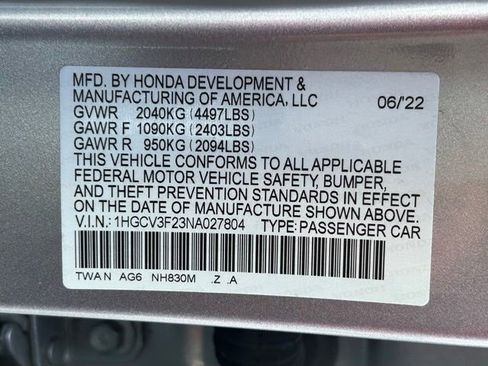 MFD. BY HONDA DEVELOPMENT &
MANUFACTURING OF AMERICA, LLC 06/'22
GVWR 2040KG (4497LBS)
GAWR F 1090KG (2403LBS)
GAWR R 950KG (2094LBS)
THIS VEHICLE CONFORMS TO ALL APPLICABLE
FEDERAL MOTOR VEHICLE SAFETY, BUMPER,
AND THEFT PREVENTION STANDARDS IN EFFECT
ON THE DATE OF MANUFACTURE SHOWN ABOVE.
V.I.N.: 1HGCV3F23NA027804 TYPE: PASSENGER CAR
TWA N AG6 NH830M .Z .A